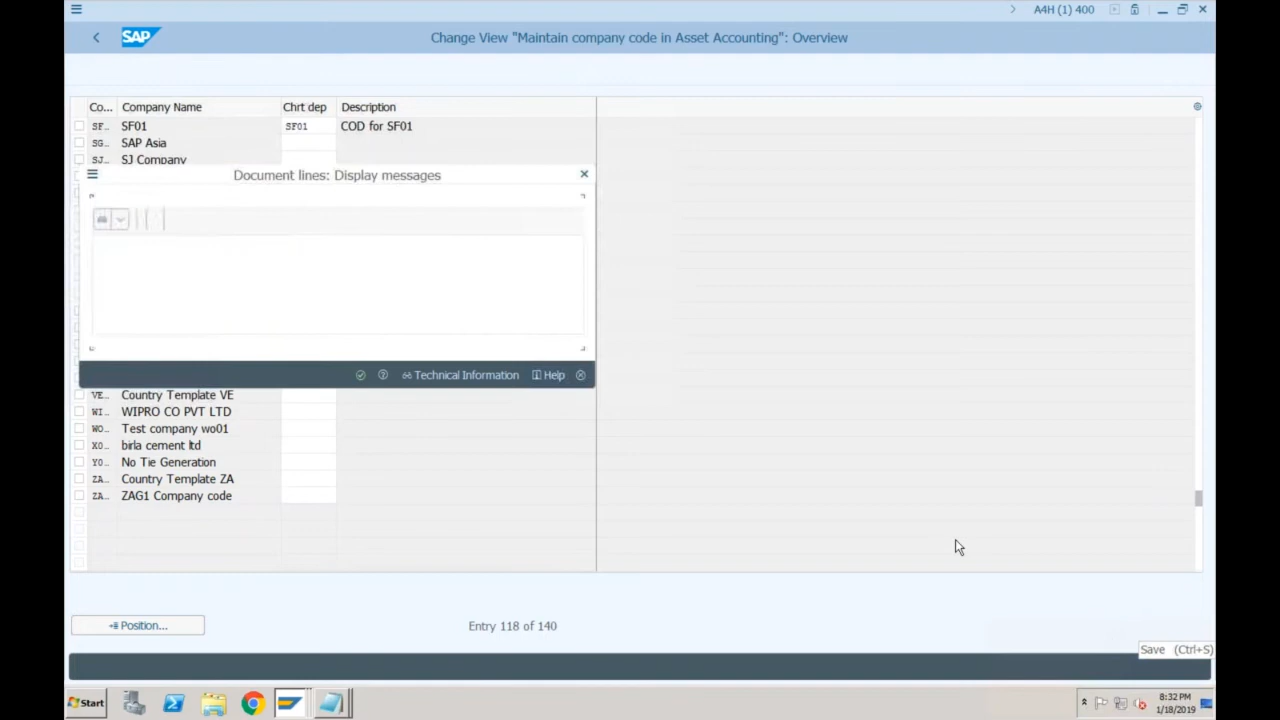 A4H (1) 400
SAP
Change View "Maintain company code in Asset Accounting": Overview
Co... Company Name Chrt dep Description
SF.. SF01 SF01 COD for SF01
SG.. SAP Asia
SJ.. SJ Company
Document lines: Display messages
Technical Information Help
VE.. Country Template VE
WI.. WIPRO CO PVT LTD
WO.. Test company wo01
X0.. birla cement ltd
Y0.. No Tie Generation
ZA.. Country Template ZA
ZA.. ZAG1 Company code
Position... Entry 118 of 140
Save (Ctrl+S)
Start
8:32 PM
1/18/2019